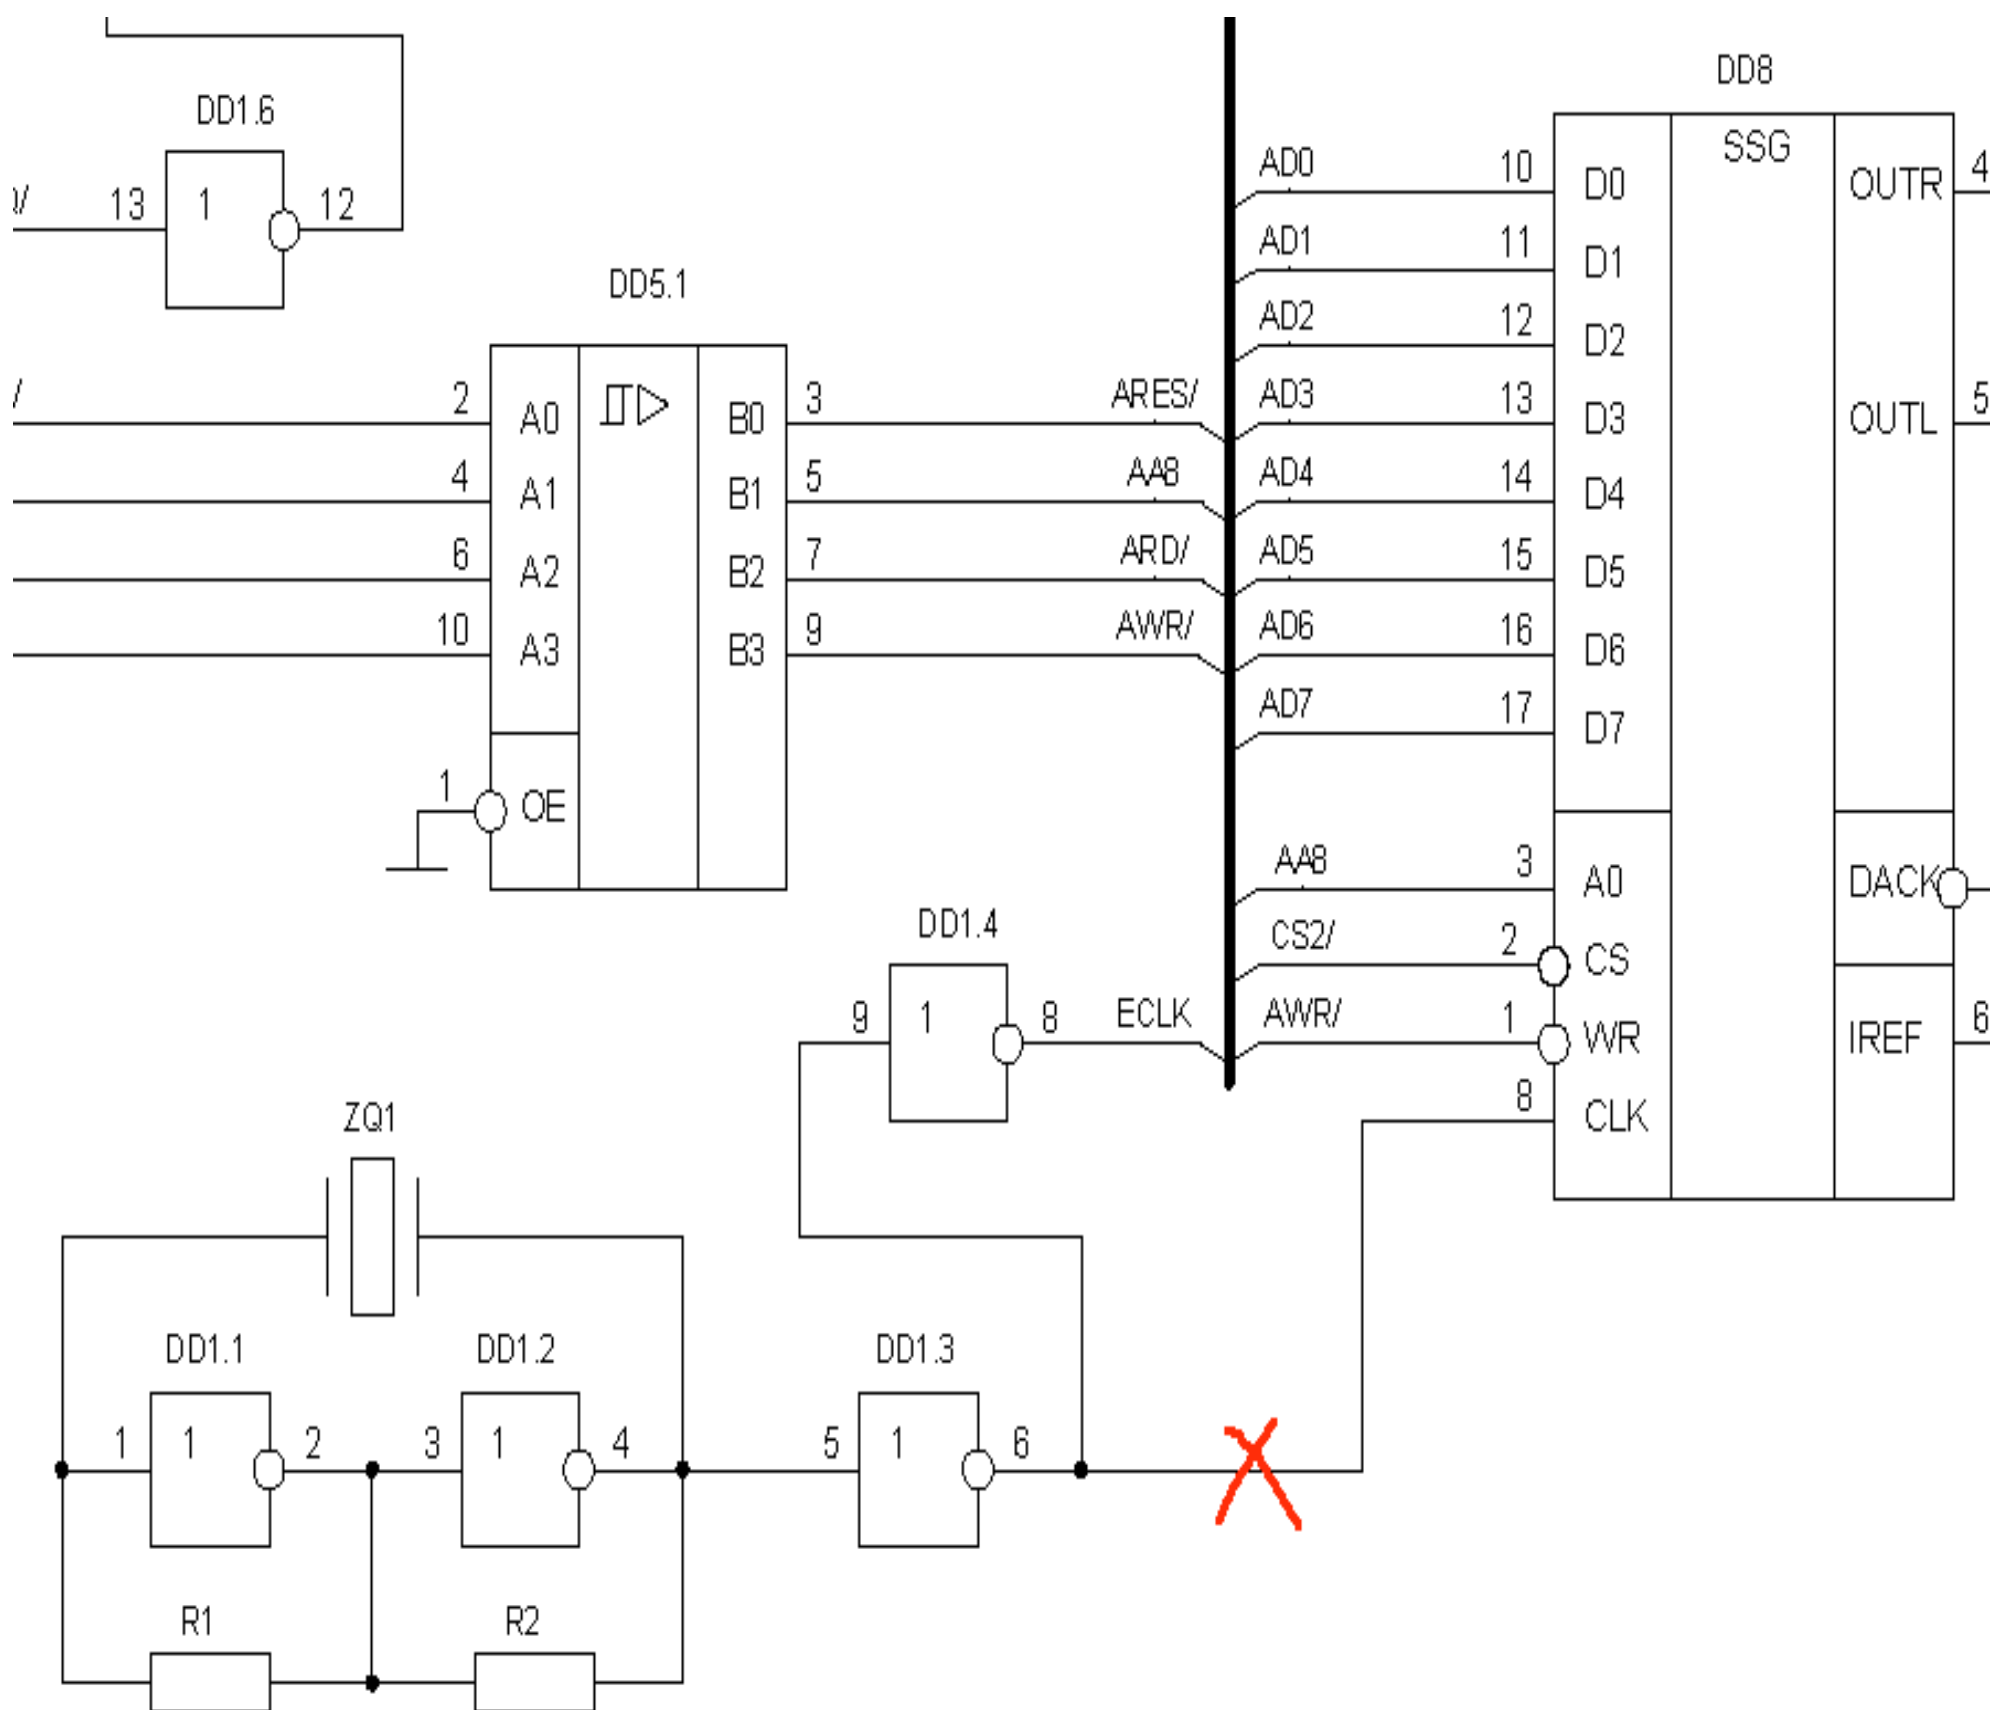 DD8
SSG
DD1.6
13 1 12
AD0 10 D0 OUTR 4
AD1 11 D1
DD5.1
AD2 12 D2
2 A0 B0 3 ARES/ AD3 13 D3 OUTL 5
4 A1 B1 5 AA8 AD4 14 D4
6 A2 B2 7 ARD/ AD5 15 D5
10 A3 B3 9 AWR/ AD6 16 D6
AD7 17 D7
1 OE
AA8 3 A0 DACK
DD1.4
CS2/ 2 CS
9 1 8 ECLK AWR/ 1 WR IREF 6
8 CLK
ZQ1
DD1.1 DD1.2 DD1.3
1 1 2 3 1 4 5 1 6
R1 R2